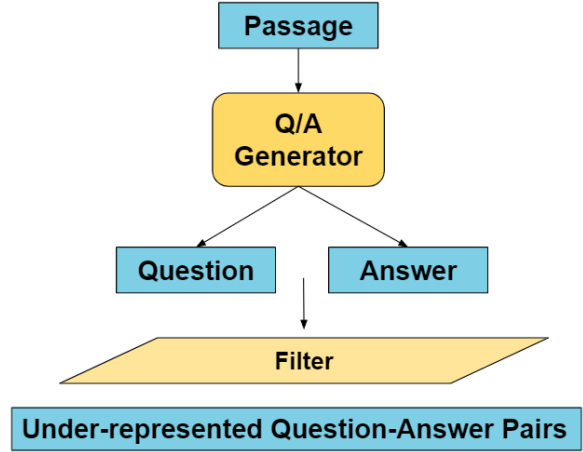 Passage
Q/A
Generator
Question
Answer
Filter
Under-represented Question-Answer Pairs